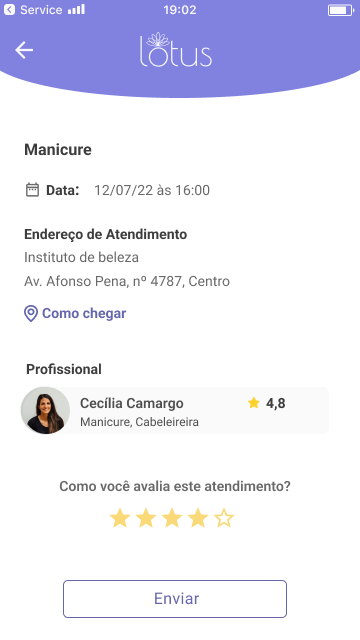 Service
19:02
lotus
Manicure
Data: 12/07/22 às 16:00
Endereço de Atendimento
Instituto de beleza
Av. Afonso Pena, nº 4787, Centro
Como chegar
Profissional
Cecília Camargo 4,8
Manicure, Cabeleireira
Como você avalia este atendimento?
Enviar